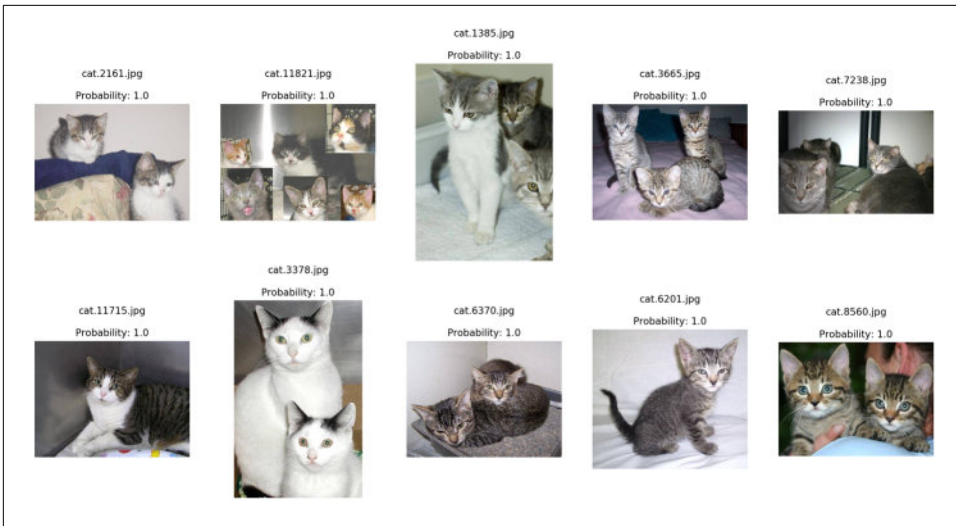 cat.2161.jpg
Probability: 1.0
cat.11821.jpg
Probability: 1.0
cat.1385.jpg
Probability: 1.0
cat.3665.jpg
Probability: 1.0
cat.7238.jpg
Probability: 1.0
cat.11715.jpg
Probability: 1.0
cat.3378.jpg
Probability: 1.0
cat.6370.jpg
Probability: 1.0
cat.6201.jpg
Probability: 1.0
cat.8560.jpg
Probability: 1.0